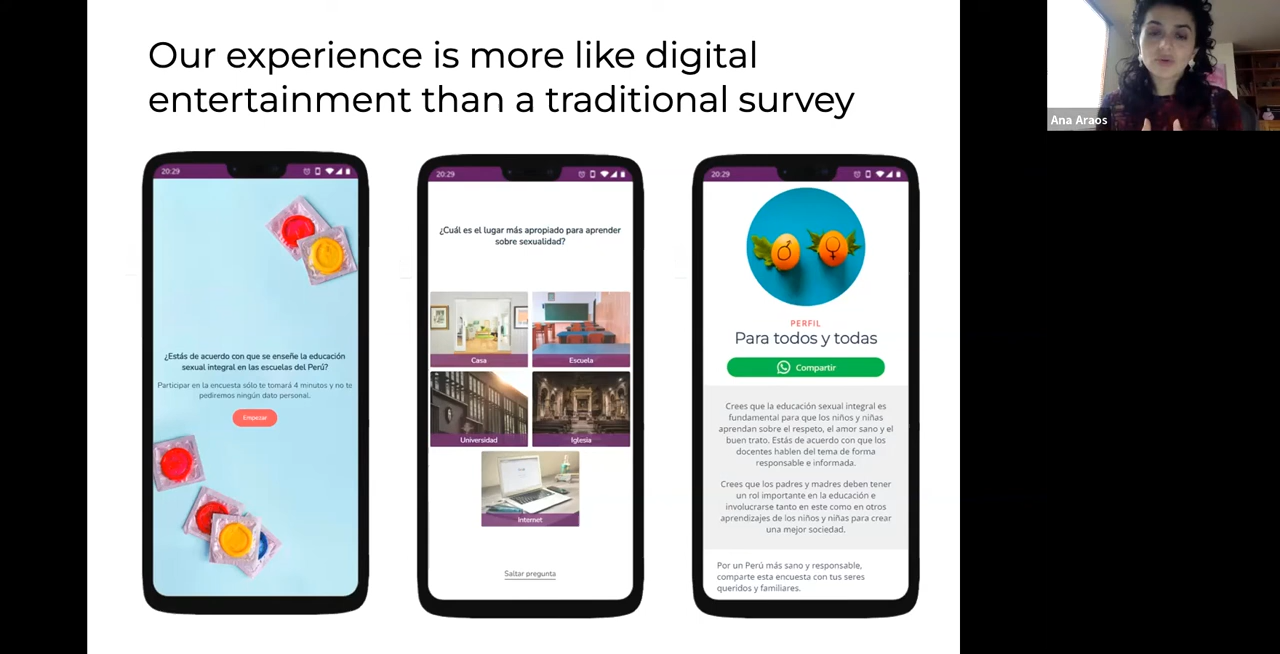 Our experience is more like digital
entertainment than a traditional survey
Ana Araos
20:29
¿Estás de acuerdo con que se enseñe la educación
sexual integral en las escuelas del Perú?
Participar en la encuesta sólo te tomará 4 minutos y no te
pediremos ningún dato personal.
Empezar
20:29
¿Cuál es el lugar más apropiado para aprender
sobre sexualidad?
Casa
Escuela
Universidad
Iglesia
Internet
Saltar pregunta
20:29
PERFIL
Para todos y todas
Compartir
Crees que la educación sexual integral es
fundamental para que los niños y niñas
aprendan sobre el respeto, el amor sano y el
buen trato. Estás de acuerdo con que los
docentes hablen del tema de forma
responsable e informada.
Crees que los padres y madres deben tener
un rol importante en la educación e
involucrarse tanto en este como en otros
aprendizajes de los niños y niñas para crear
una mejor sociedad.
Por un Perú más sano y responsable,
comparte esta encuesta con tus seres
queridos y familiares.